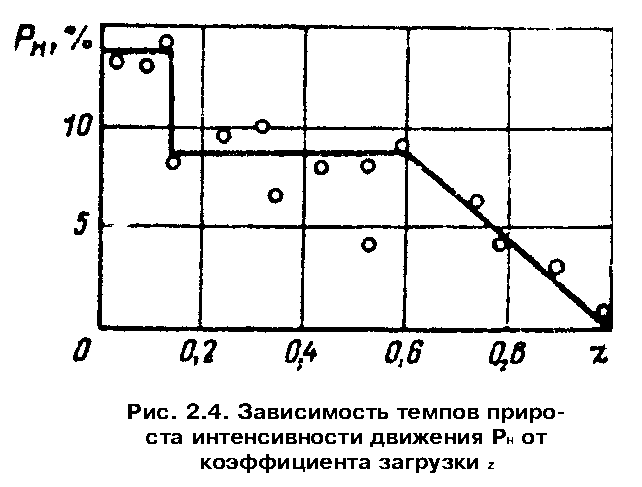 Pн, %
10
5
0 0,2 0,4 0,6 0,8 z
Рис. 2.4. Зависимость темпов приро-
ста интенсивности движения Рн от
коэффициента загрузки z